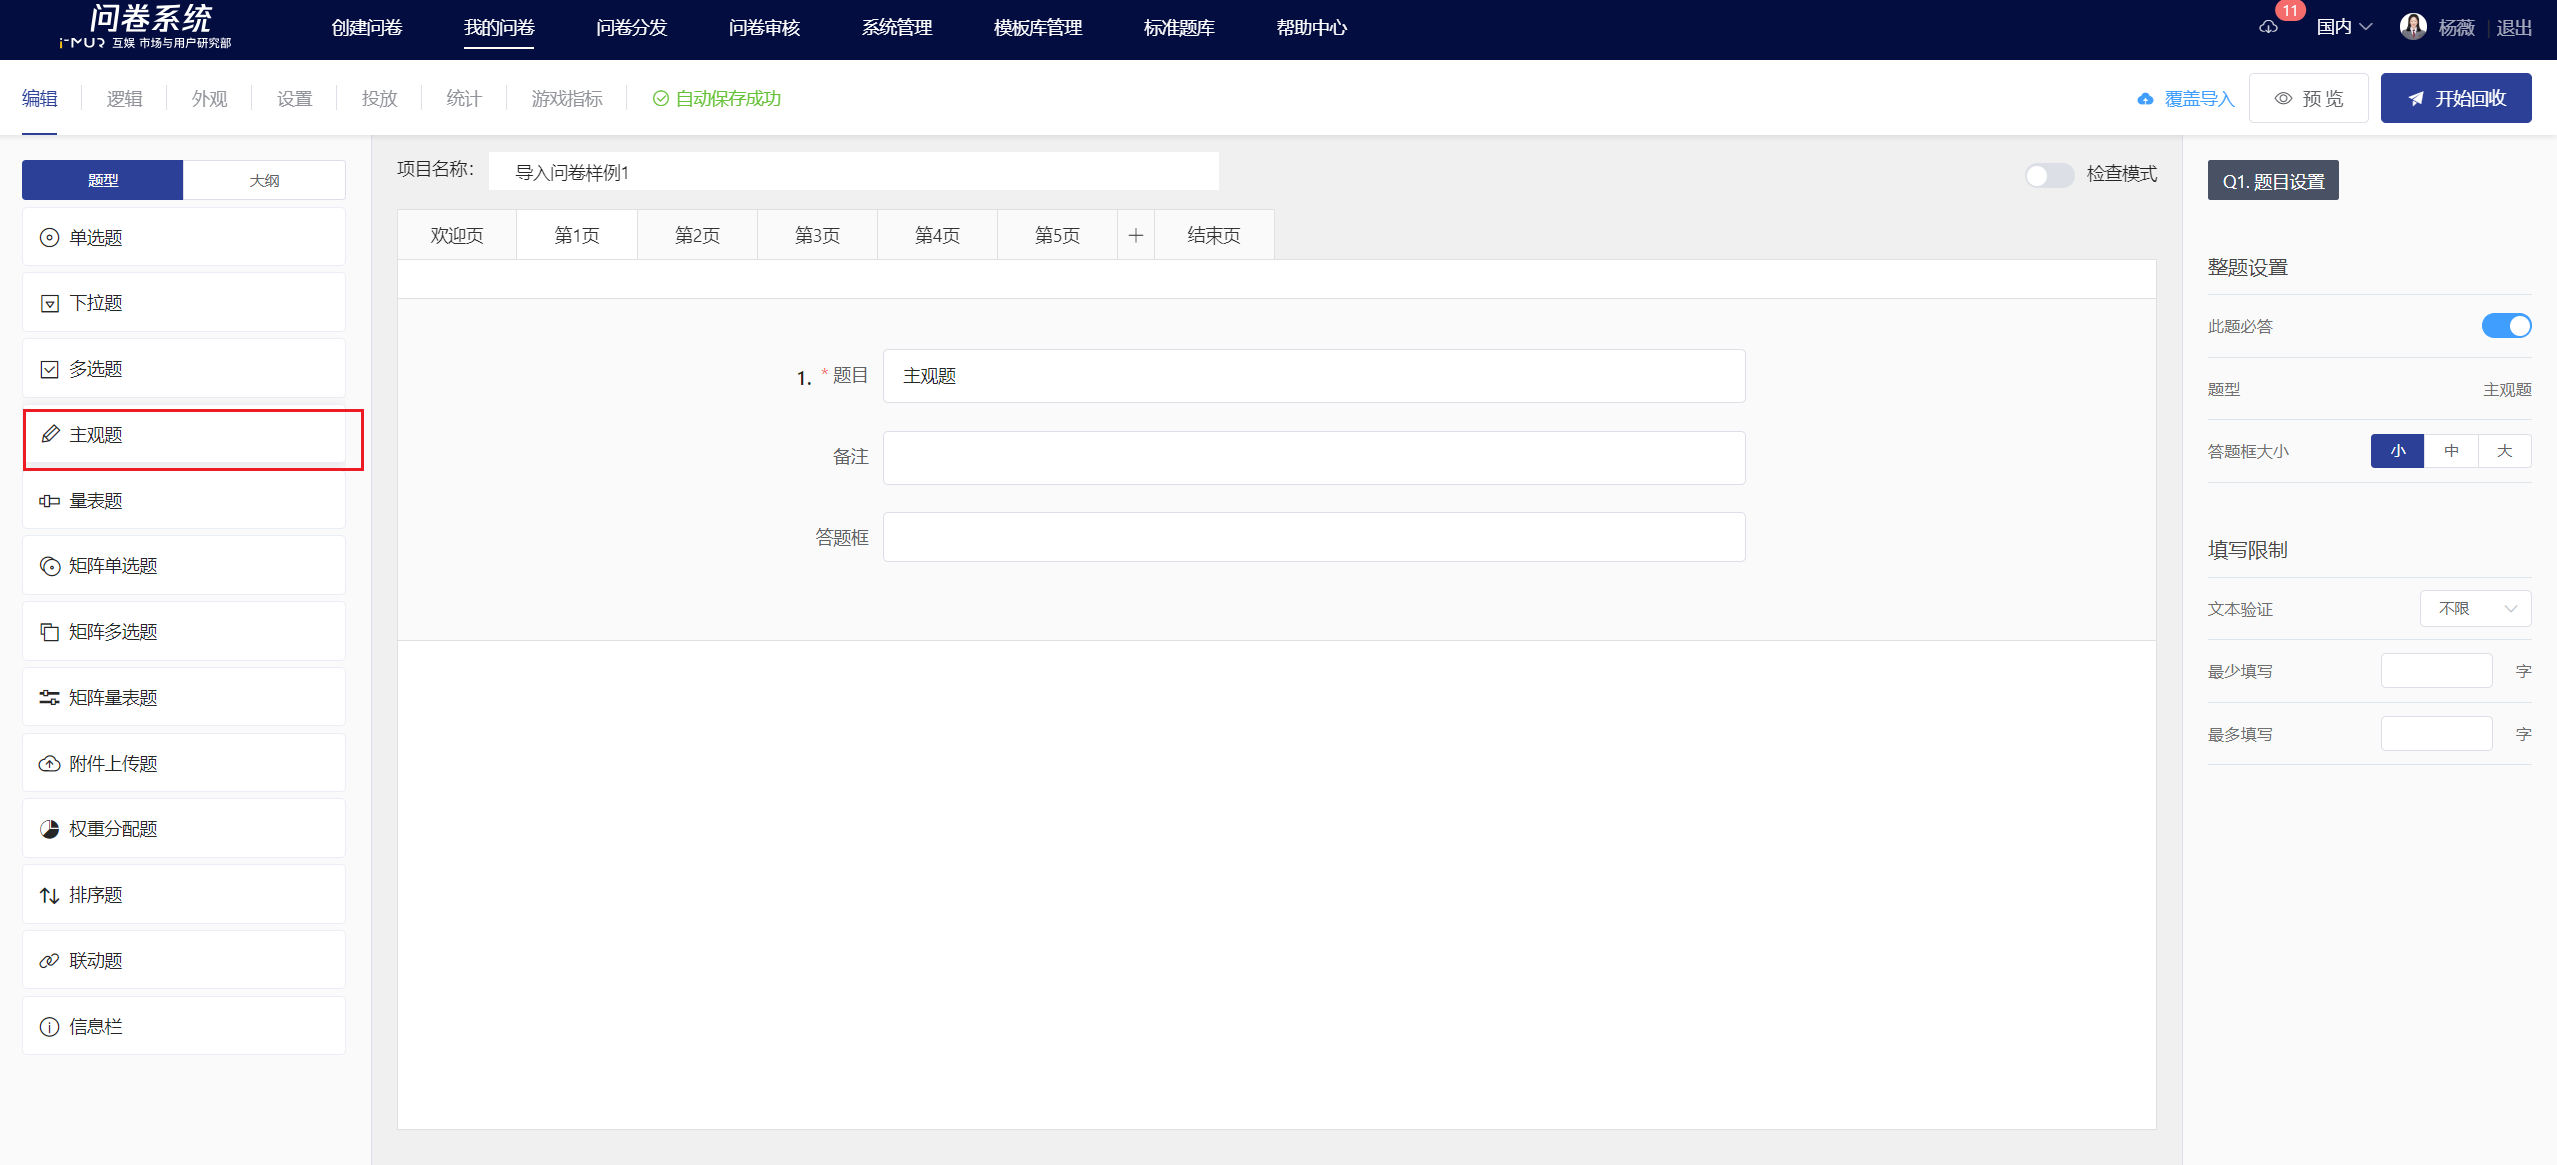 问卷系统
i-MUR 互娱 市场与用户研究部
创建问卷
我的问卷
问卷分发
问卷审核
系统管理
模板库管理
标准题库
帮助中心
11
国内
杨薇
退出
编辑
逻辑
外观
设置
投放
统计
游戏指标
自动保存成功
覆盖导入
预 览
开始回收
题型
大纲
单选题
下拉题
多选题
主观题
量表题
矩阵单选题
矩阵多选题
矩阵量表题
附件上传题
权重分配题
排序题
联动题
信息栏
项目名称：
导入问卷样例1
检查模式
欢迎页
第1页
第2页
第3页
第4页
第5页
+
结束页
1. * 题目
主观题
备注
答题框
Q1. 题目设置
整题设置
此题必答
题型
主观题
答题框大小
小
中
大
填写限制
文本验证
不限
最少填写
字
最多填写
字